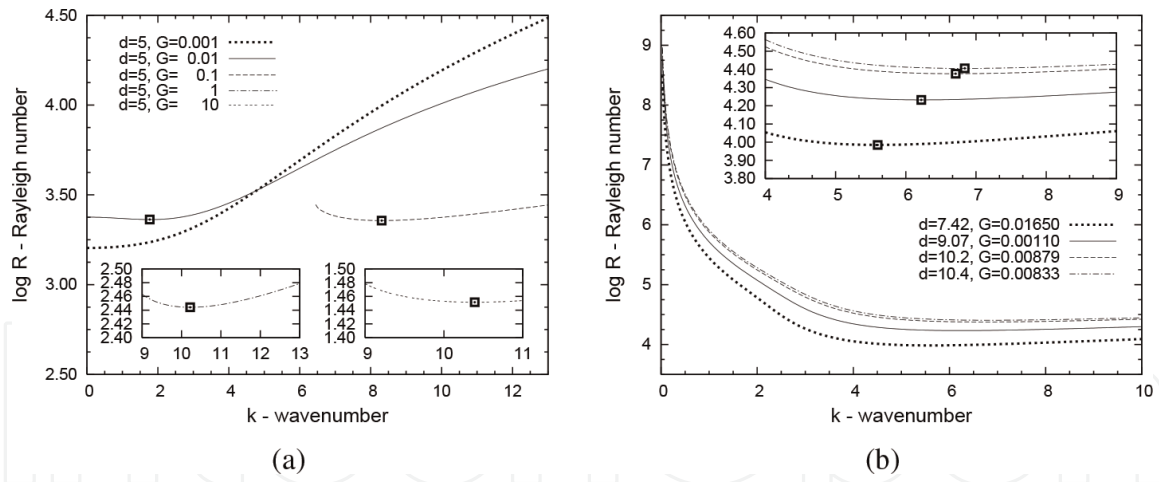 4.50
4.00
3.50
3.00
2.50
log R - Rayleigh number
d=5, G=0.001
d=5, G= 0.01
d=5, G= 0.1
d=5, G= 1
d=5, G= 10
2.50
2.48
2.46
2.44
2.42
2.40
9 10 11 12 13
1.50
1.48
1.46
1.44
1.42
1.40
9 10 11
0 2 4 6 8 10 12
k - wavenumber
(a)
9
8
7
6
5
4
log R - Rayleigh number
4.60
4.50
4.40
4.30
4.20
4.10
4.00
3.90
3.80
4 5 6 7 8 9
d=7.42, G=0.01650
d=9.07, G=0.00110
d=10.2, G=0.00879
d=10.4, G=0.00833
0 2 4 6 8 10
k - wavenumber
(b)